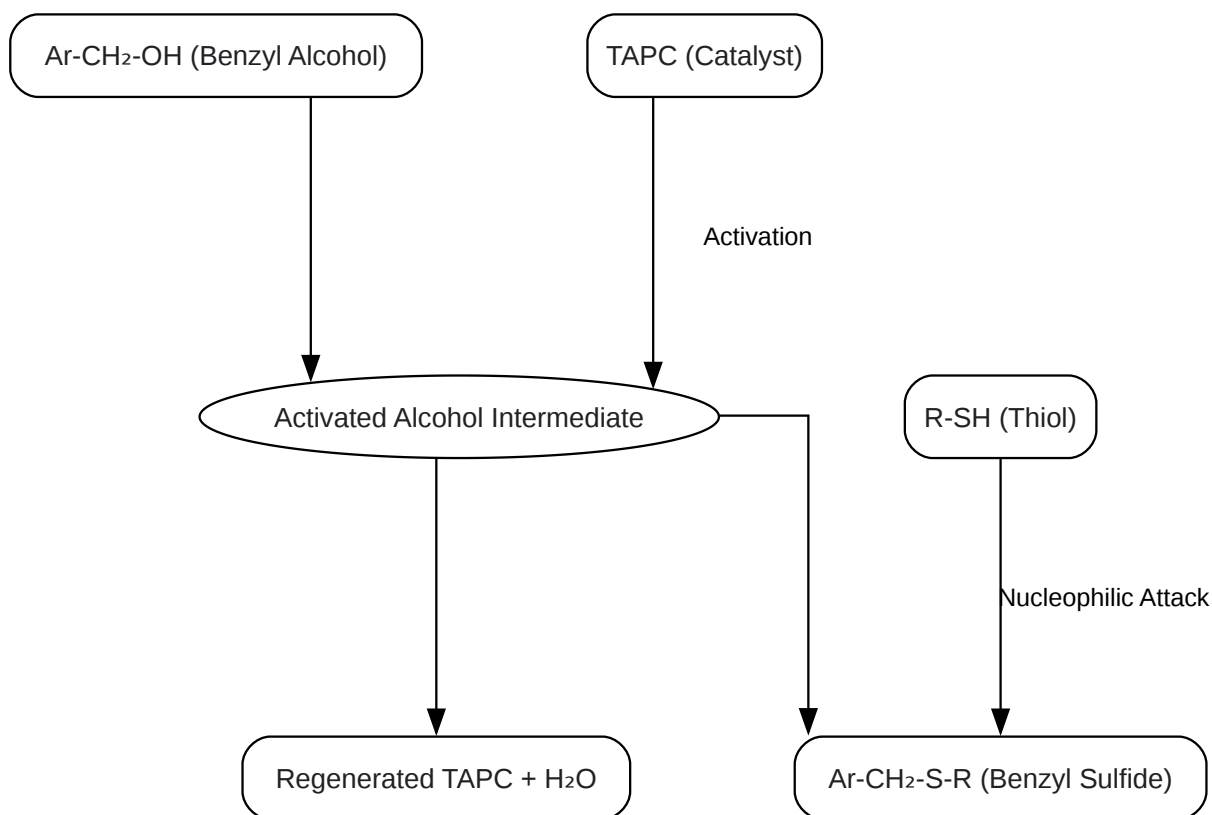 Ar-CH₂-OH (Benzyl Alcohol)
TAPC (Catalyst)
Activation
Activated Alcohol Intermediate
R-SH (Thiol)
Nucleophilic Attack
Regenerated TAPC + H₂O
Ar-CH₂-S-R (Benzyl Sulfide)